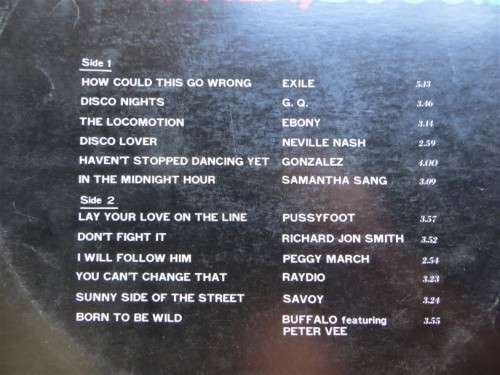 Side 1
HOW COULD THIS GO WRONG EXILE 5.13
DISCO NIGHTS G. Q. 3.46
THE LOCOMOTION EBONY 3.14
DISCO LOVER NEVILLE NASH 2.59
HAVEN'T STOPPED DANCING YET GONZALEZ 4.00
IN THE MIDNIGHT HOUR SAMANTHA SANG 3.09
Side 2
LAY YOUR LOVE ON THE LINE PUSSYFOOT 3.57
DON'T FIGHT IT RICHARD JON SMITH 3.52
I WILL FOLLOW HIM PEGGY MARCH 2.54
YOU CAN'T CHANGE THAT RAYDIO 3.23
SUNNY SIDE OF THE STREET SAVOY 3.24
BORN TO BE WILD BUFFALO featuring 3.55
PETER VEE